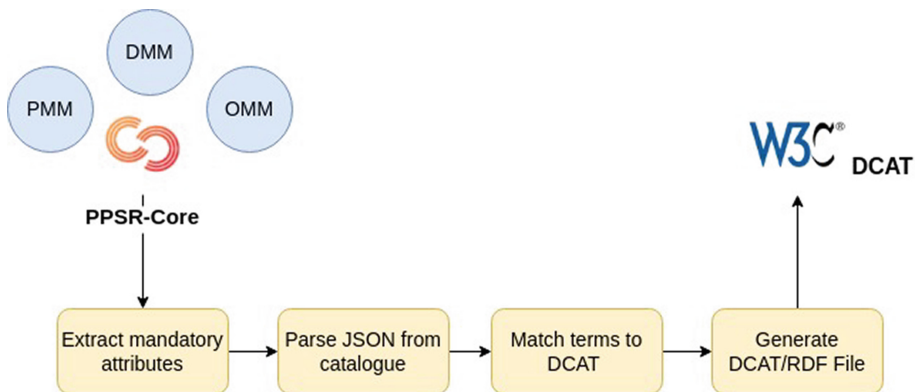 DMM
PMM
OMM
W3C®
DCAT
PPSR-Core
Extract mandatory
attributes
Parse JSON from
catalogue
Match terms to
DCAT
Generate
DCAT/RDF File